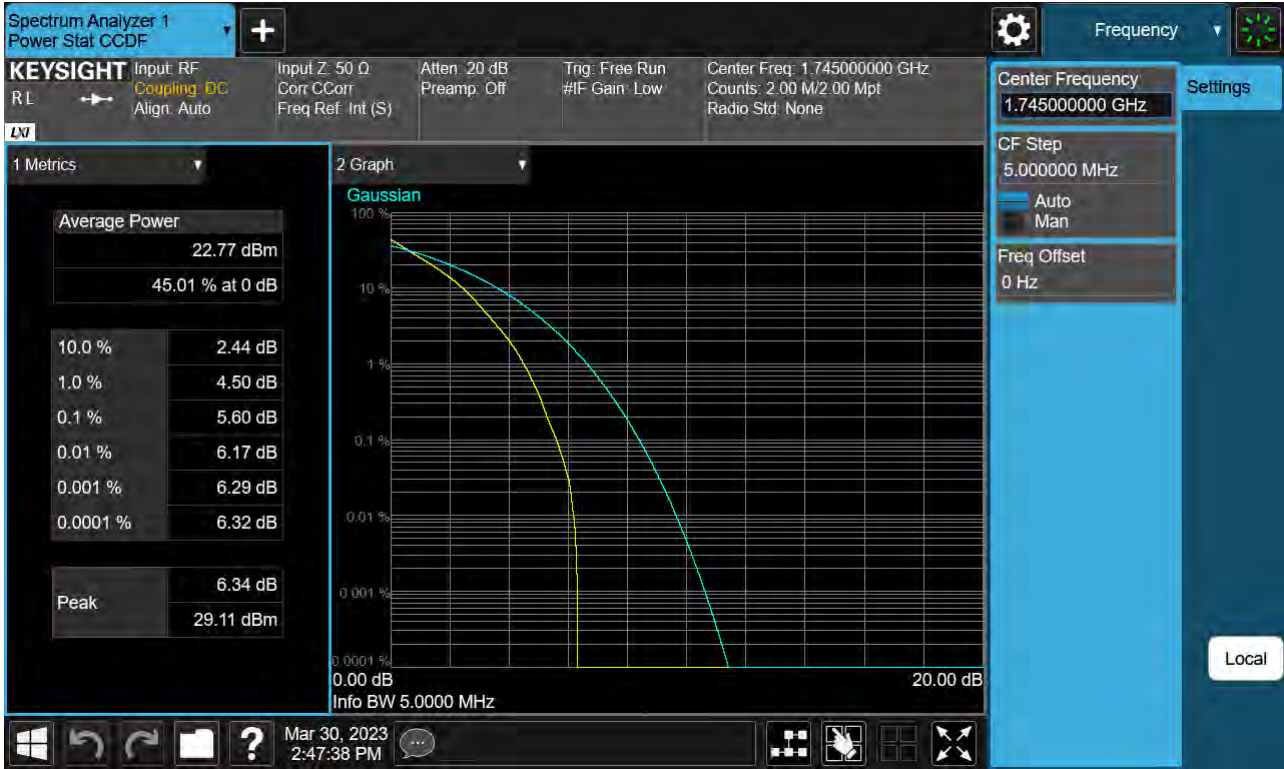 Spectrum Analyzer 1
Power Stat CCDF
+
Frequency
KEYSIGHT
R L
LXI
Input: RF
Coupling: DC
Align: Auto
Input Z: 50 Ω
Corr CCorr
Freq Ref: Int (S)
Atten: 20 dB
Preamp: Off
Trig: Free Run
#IF Gain: Low
Center Freq: 1.745000000 GHz
Counts: 2.00 M/2.00 Mpt
Radio Std: None
Center Frequency
1.745000000 GHz
Settings
CF Step
5.000000 MHz
Auto
Man
Freq Offset
0 Hz
Local
1 Metrics
Average Power
22.77 dBm
45.01 % at 0 dB
10.0 % 2.44 dB
1.0 % 4.50 dB
0.1 % 5.60 dB
0.01 % 6.17 dB
0.001 % 6.29 dB
0.0001 % 6.32 dB
Peak
6.34 dB
29.11 dBm
2 Graph
Gaussian
100 %
10 %
1 %
0.1 %
0.01 %
0.001 %
0.0001 %
0.00 dB
20.00 dB
Info BW 5.0000 MHz
?
Mar 30, 2023
2:47:38 PM